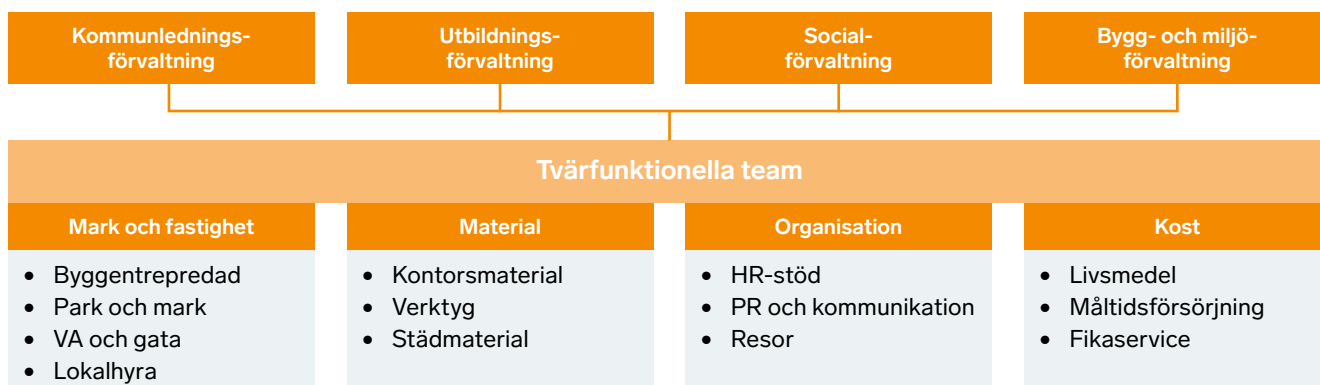 Kommunlednings-
förvaltning
Utbildnings-
förvaltning
Social-
förvaltning
Bygg- och miljö-
förvaltning
Tvärfunktionella team
Mark och fastighet
• Byggentrepredad
• Park och mark
• VA och gata
• Lokalhyra
Material
• Kontorsmaterial
• Verktyg
• Städmaterial
Organisation
• HR-stöd
• PR och kommunikation
• Resor
Kost
• Livsmedel
• Måltidsförsörjning
• Fikaservice